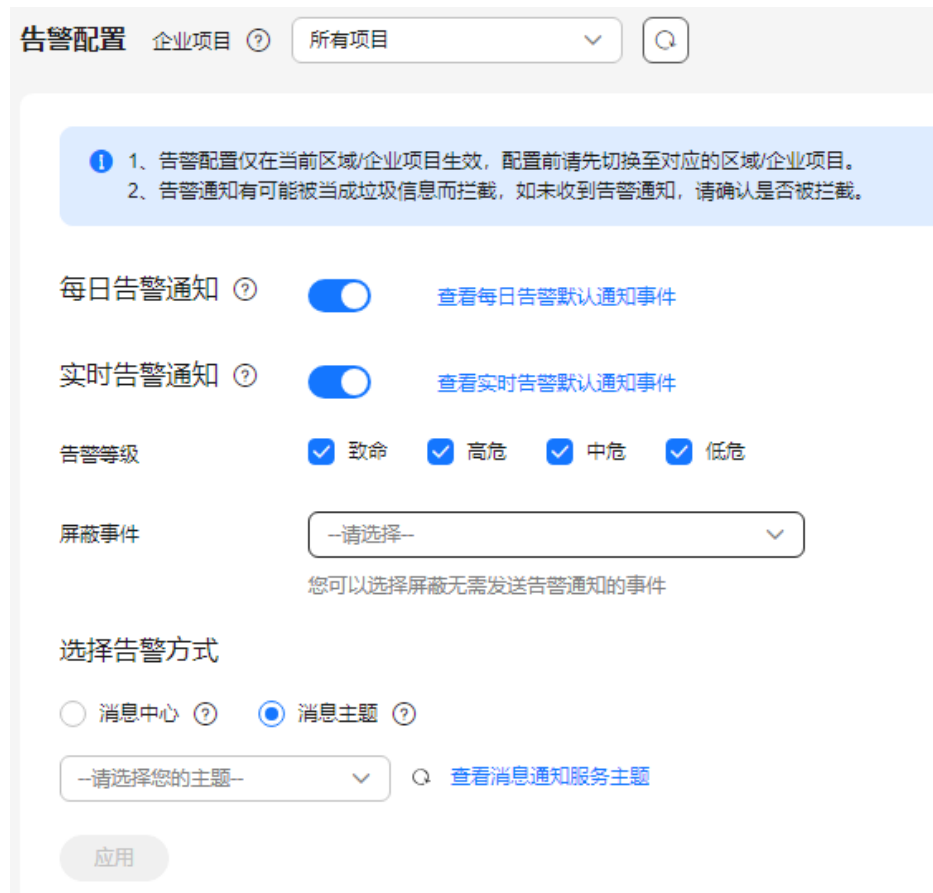 告警配置 企业项目 所有项目
1、告警配置仅在当前区域/企业项目生效，配置前请先切换至对应的区域/企业项目。
2、告警通知有可能被当成垃圾信息而拦截，如未收到告警通知，请确认是否被拦截。
每日告警通知 查看每日告警默认通知事件
实时告警通知 查看实时告警默认通知事件
告警等级 致命 高危 中危 低危
屏蔽事件 --请选择--
您可以选择屏蔽无需发送告警通知的事件
选择告警方式
消息中心 消息主题
--请选择您的主题-- 查看消息通知服务主题
应用